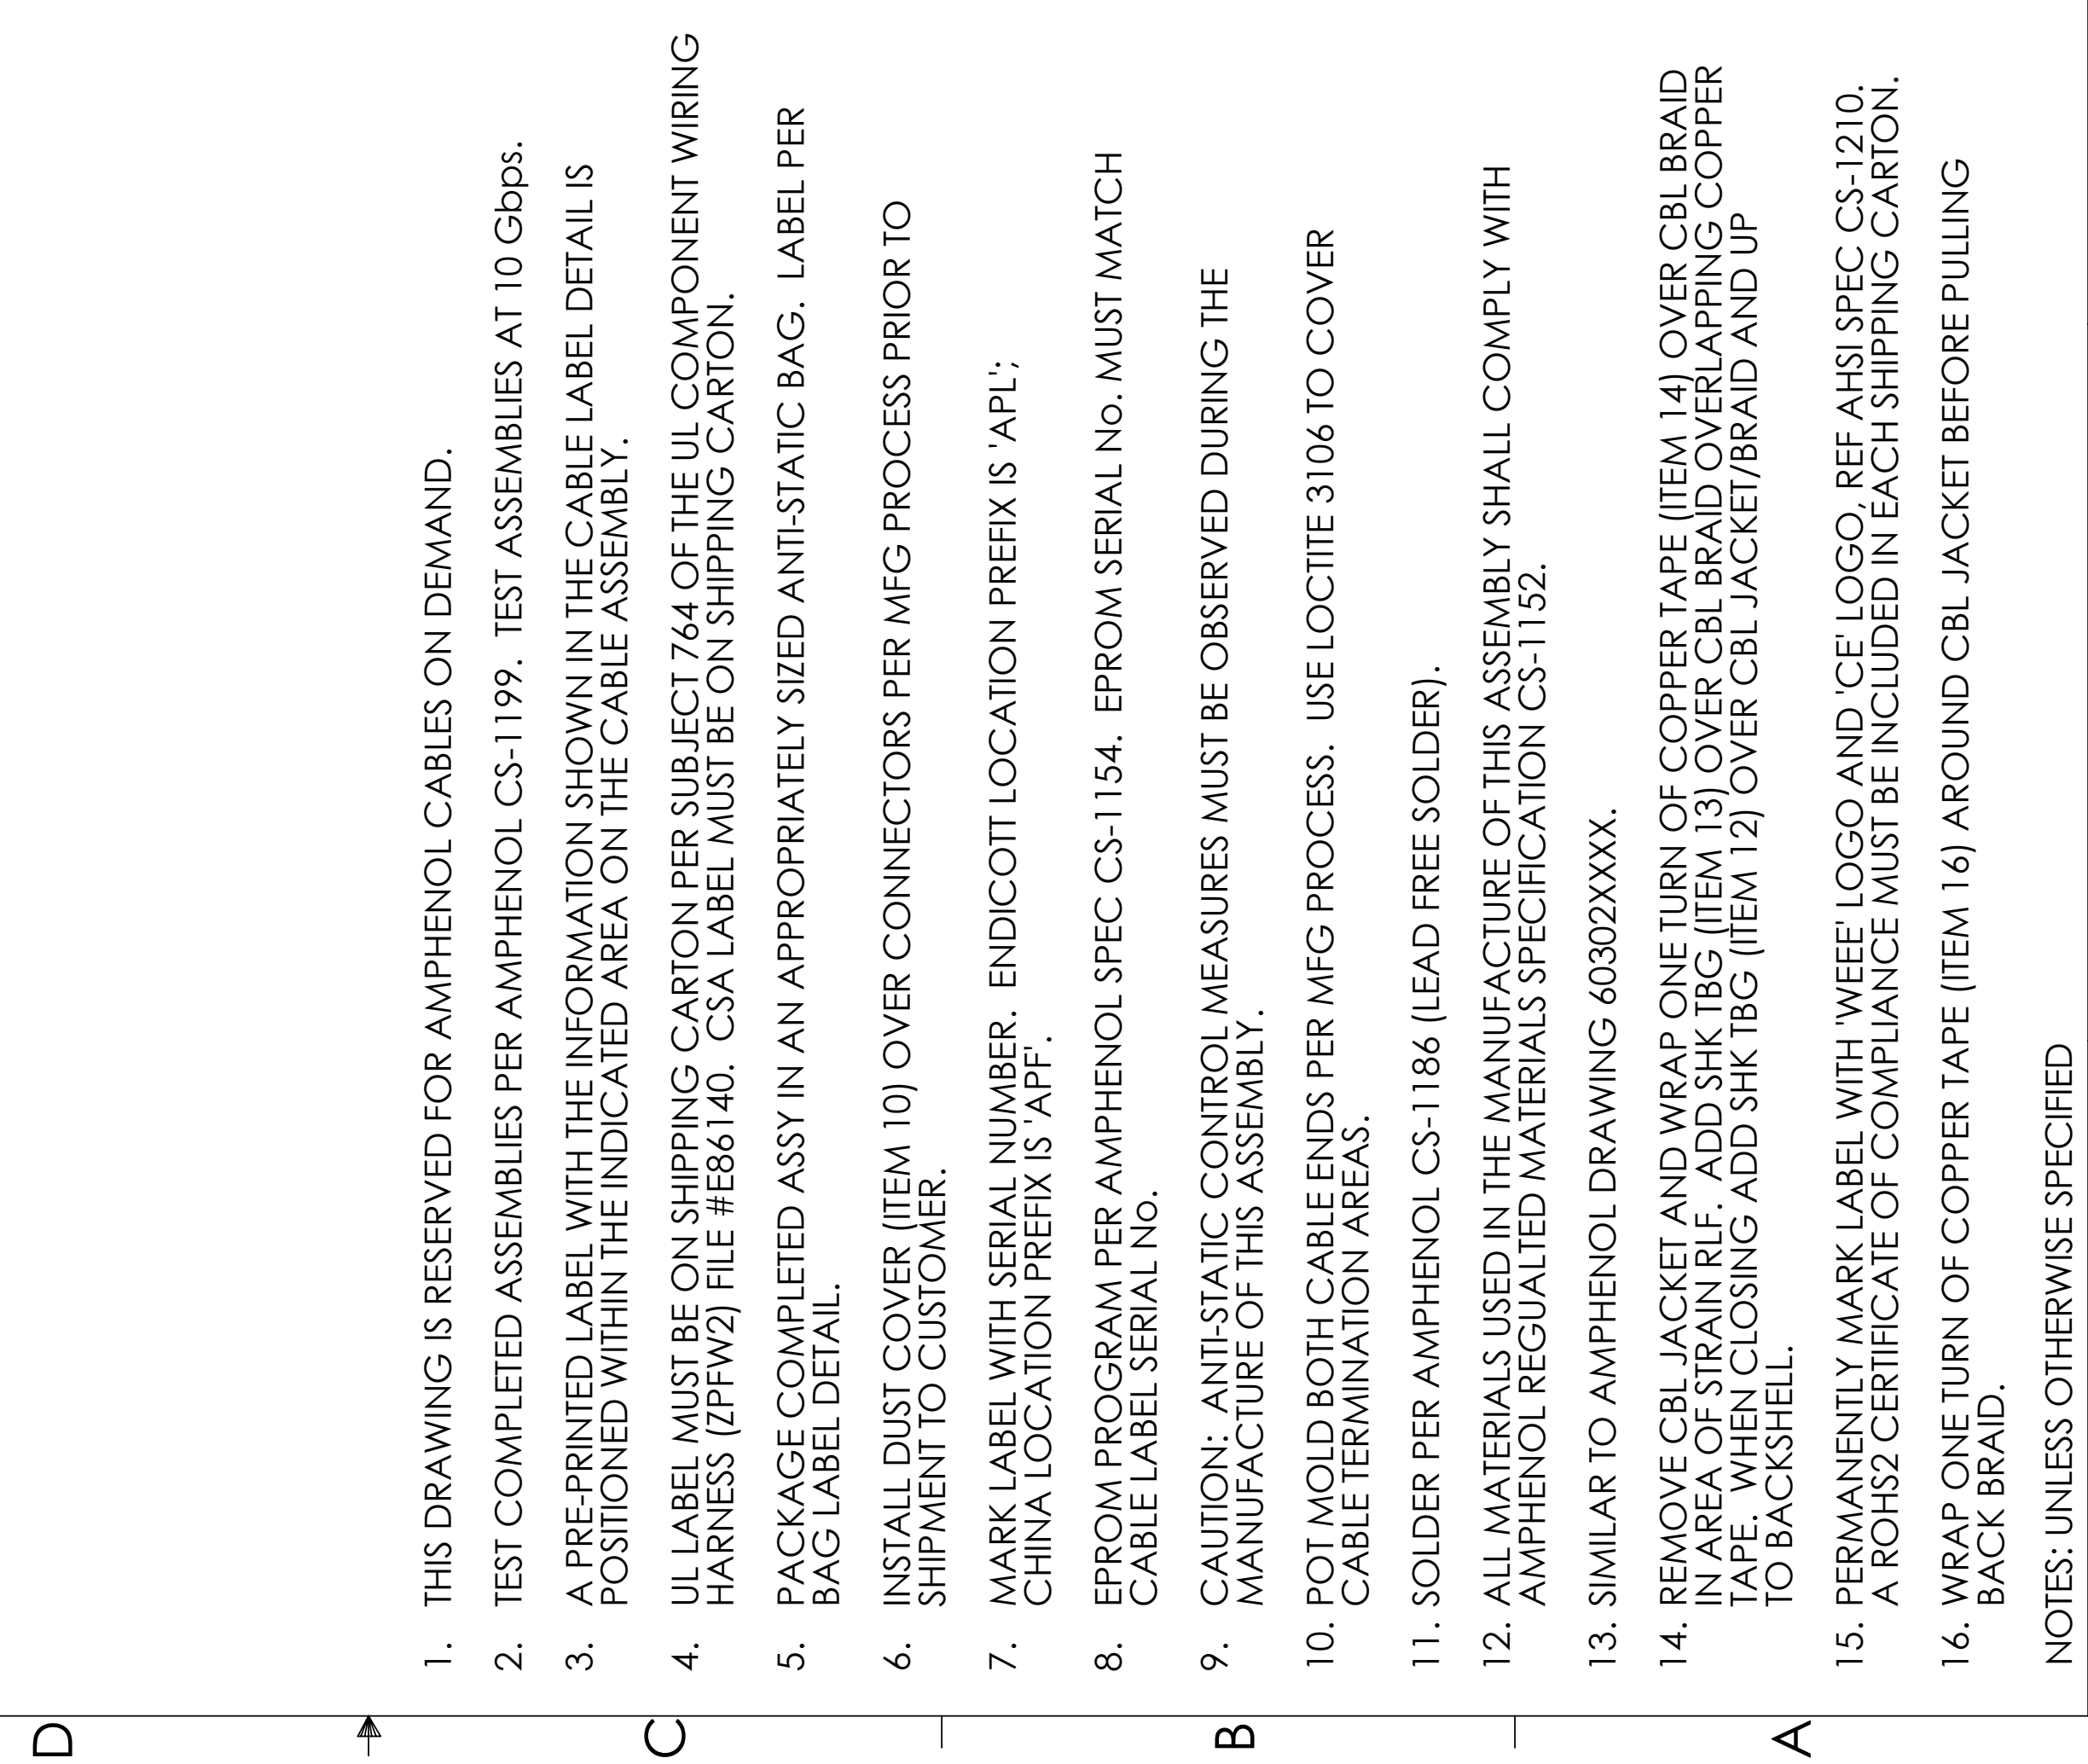 D
C
B
A
1. THIS DRAWING IS RESERVED FOR AMPHENOL CABLES ON DEMAND.
2. TEST COMPLETED ASSEMBLIES PER AMPHENOL CS-1199. TEST ASSEMBLIES AT 10 Gbps.
3. A PRE-PRINTED LABEL WITH THE INFORMATION SHOWN IN THE CABLE LABEL DETAIL IS
POSITIONED WITHIN THE INDICATED AREA ON THE CABLE ASSEMBLY.
4. UL LABEL MUST BE ON SHIPPING CARTON PER SUBJECT 764 OF THE UL COMPONENT WIRING
HARNESS (ZPFW2) FILE #E86140. CSA LABEL MUST BE ON SHIPPING CARTON.
5. PACKAGE COMPLETED ASSY IN AN APPROPRIATELY SIZED ANTI-STATIC BAG. LABEL PER
BAG LABEL DETAIL.
6. INSTALL DUST COVER (ITEM 10) OVER CONNECTORS PER MFG PROCESS PRIOR TO
SHIPMENT TO CUSTOMER.
7. MARK LABEL WITH SERIAL NUMBER. ENDICOTT LOCATION PREFIX IS 'APL';
CHINA LOCATION PREFIX IS 'APF'.
8. EPROM PROGRAM PER AMPHENOL SPEC CS-1154. EPROM SERIAL No. MUST MATCH
CABLE LABEL SERIAL No.
9. CAUTION: ANTI-STATIC CONTROL MEASURES MUST BE OBSERVED DURING THE
MANUFACTURE OF THIS ASSEMBLY.
10. POT MOLD BOTH CABLE ENDS PER MFG PROCESS. USE LOCTITE 3106 TO COVER
CABLE TERMINATION AREAS.
11. SOLDER PER AMPHENOL CS-1186 (LEAD FREE SOLDER).
12. ALL MATERIALS USED IN THE MANUFACTURE OF THIS ASSEMBLY SHALL COMPLY WITH
AMPHENOL REGUALTED MATERIALS SPECIFICATION CS-1152.
13. SIMILAR TO AMPHENOL DRAWING 60302XXXX.
14. REMOVE CBL JACKET AND WRAP ONE TURN OF COPPER TAPE (ITEM 14) OVER CBL BRAID
IN AREA OF STRAIN RLF. ADD SHK TBG (ITEM 13) OVER CBL BRAID OVERLAPPING COPPER
TAPE. WHEN CLOSING ADD SHK TBG (ITEM 12) OVER CBL JACKET/BRAID AND UP
TO BACKSHELL.
15. PERMANENTLY MARK LABEL WITH 'WEEE' LOGO AND 'CE' LOGO, REF AHSI SPEC CS-1210.
A ROHS2 CERTIFICATE OF COMPLIANCE MUST BE INCLUDED IN EACH SHIPPING CARTON.
16. WRAP ONE TURN OF COPPER TAPE (ITEM 16) AROUND CBL JACKET BEFORE PULLING
BACK BRAID.
NOTES: UNLESS OTHERWISE SPECIFIED